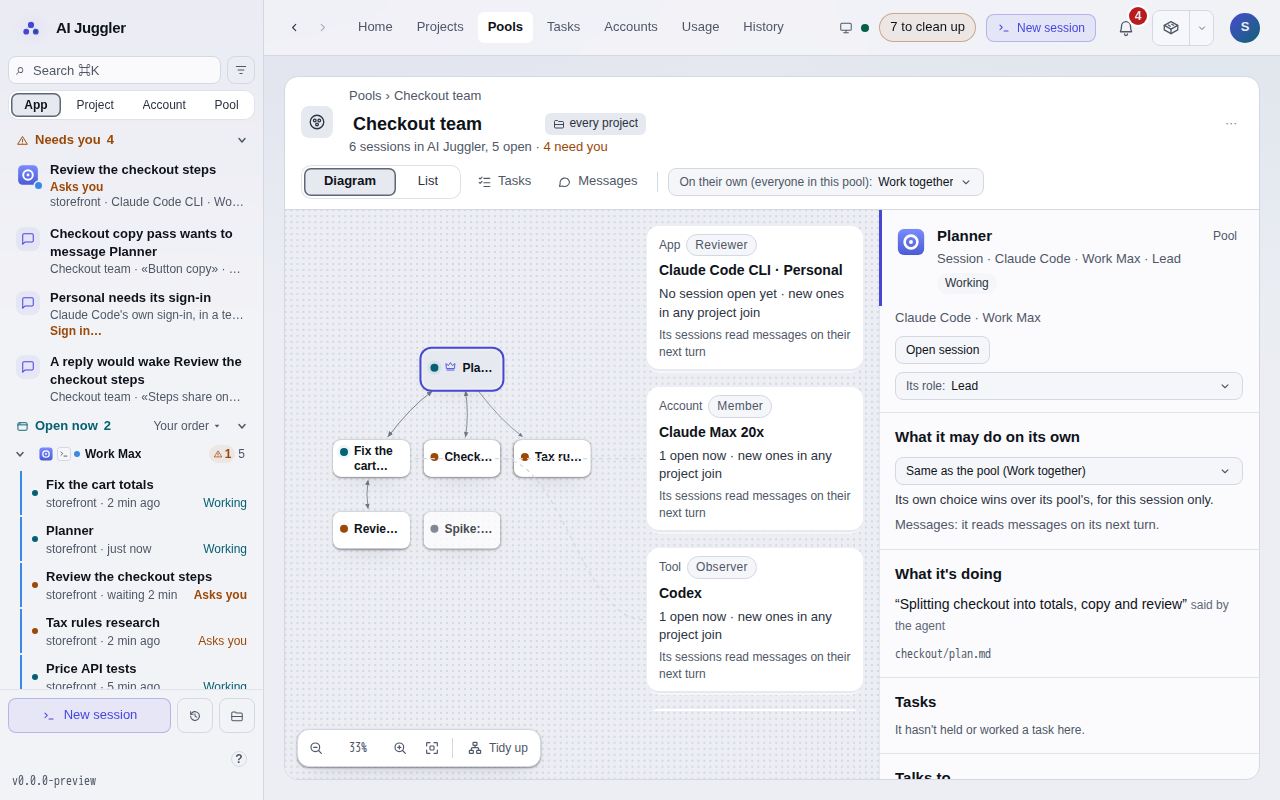 AI Juggler
Search ⌘K
App
Project
Account
Pool
Needs you 4
Review the checkout steps
Asks you
storefront · Claude Code CLI · Wo…
Checkout copy pass wants to
message Planner
Checkout team · «Button copy» · …
Personal needs its sign-in
Claude Code's own sign-in, in a te…
Sign in…
A reply would wake Review the
checkout steps
Checkout team · «Steps share on…
Open now 2
Your order
Work Max
1
5
Fix the cart totals
storefront · 2 min ago
Working
Planner
storefront · just now
Working
Review the checkout steps
storefront · waiting 2 min
Asks you
Tax rules research
storefront · 2 min ago
Asks you
Price API tests
storefront · 5 min ago
Working
New session
?
v0.0.0-preview
Home
Projects
Pools
Tasks
Accounts
Usage
History
7 to clean up
New session
4
S
Pools › Checkout team
Checkout team
every project
6 sessions in AI Juggler, 5 open · 4 need you
Diagram
List
Tasks
Messages
On their own (everyone in this pool): Work together
Pla…
Fix the
cart…
Check…
Tax ru…
Revie…
Spike:…
App
Reviewer
Claude Code CLI · Personal
No session open yet · new ones
in any project join
Its sessions read messages on their
next turn
Account
Member
Claude Max 20x
1 open now · new ones in any
project join
Its sessions read messages on their
next turn
Tool
Observer
Codex
1 open now · new ones in any
project join
Its sessions read messages on their
next turn
33%
Tidy up
Planner
Pool
Session · Claude Code · Work Max · Lead
Working
Claude Code · Work Max
Open session
Its role: Lead
What it may do on its own
Same as the pool (Work together)
Its own choice wins over its pool's, for this session only.
Messages: it reads messages on its next turn.
What it's doing
“Splitting checkout into totals, copy and review” said by
the agent
checkout/plan.md
Tasks
It hasn't held or worked a task here.
Talks to